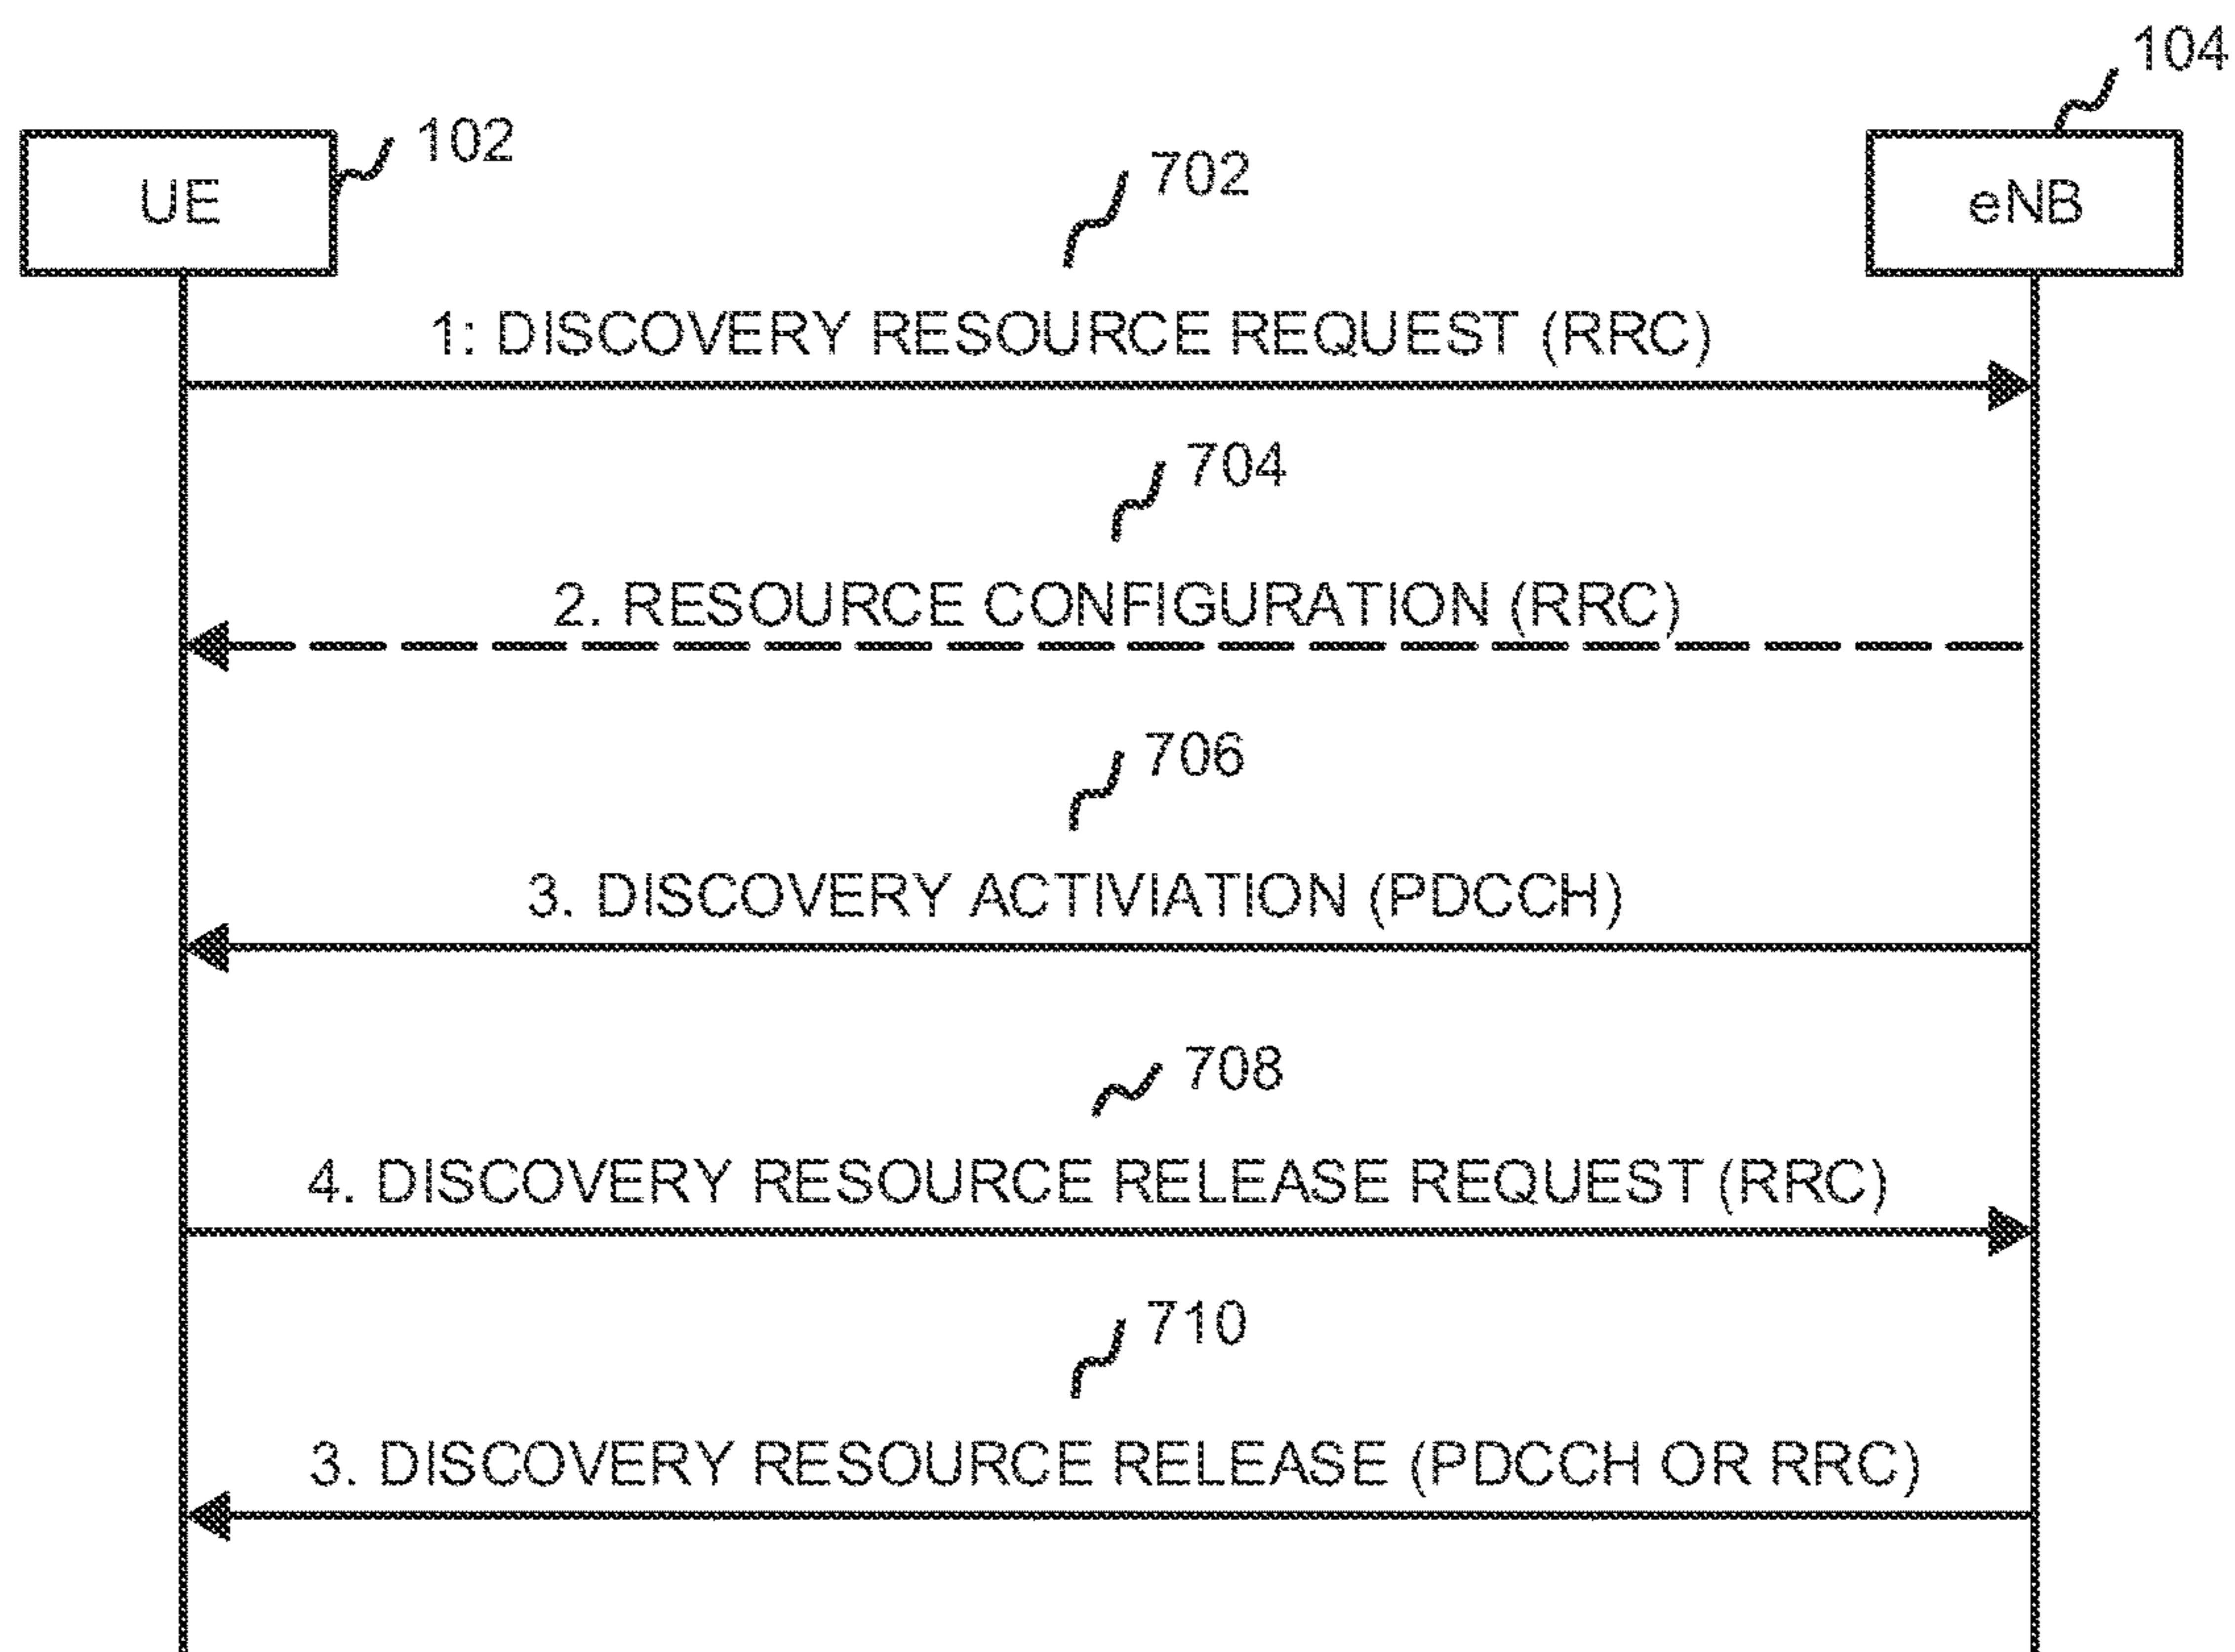 104
102
UE
702
eNB
1: DISCOVERY RESOURCE REQUEST (RRC)
704
2. RESOURCE CONFIGURATION (RRC)
706
3. DISCOVERY ACTIVIATION (PDCCH)
708
4. DISCOVERY RESOURCE RELEASE REQUEST (RRC)
710
3. DISCOVERY RESOURCE RELEASE (PDCCH OR RRC)